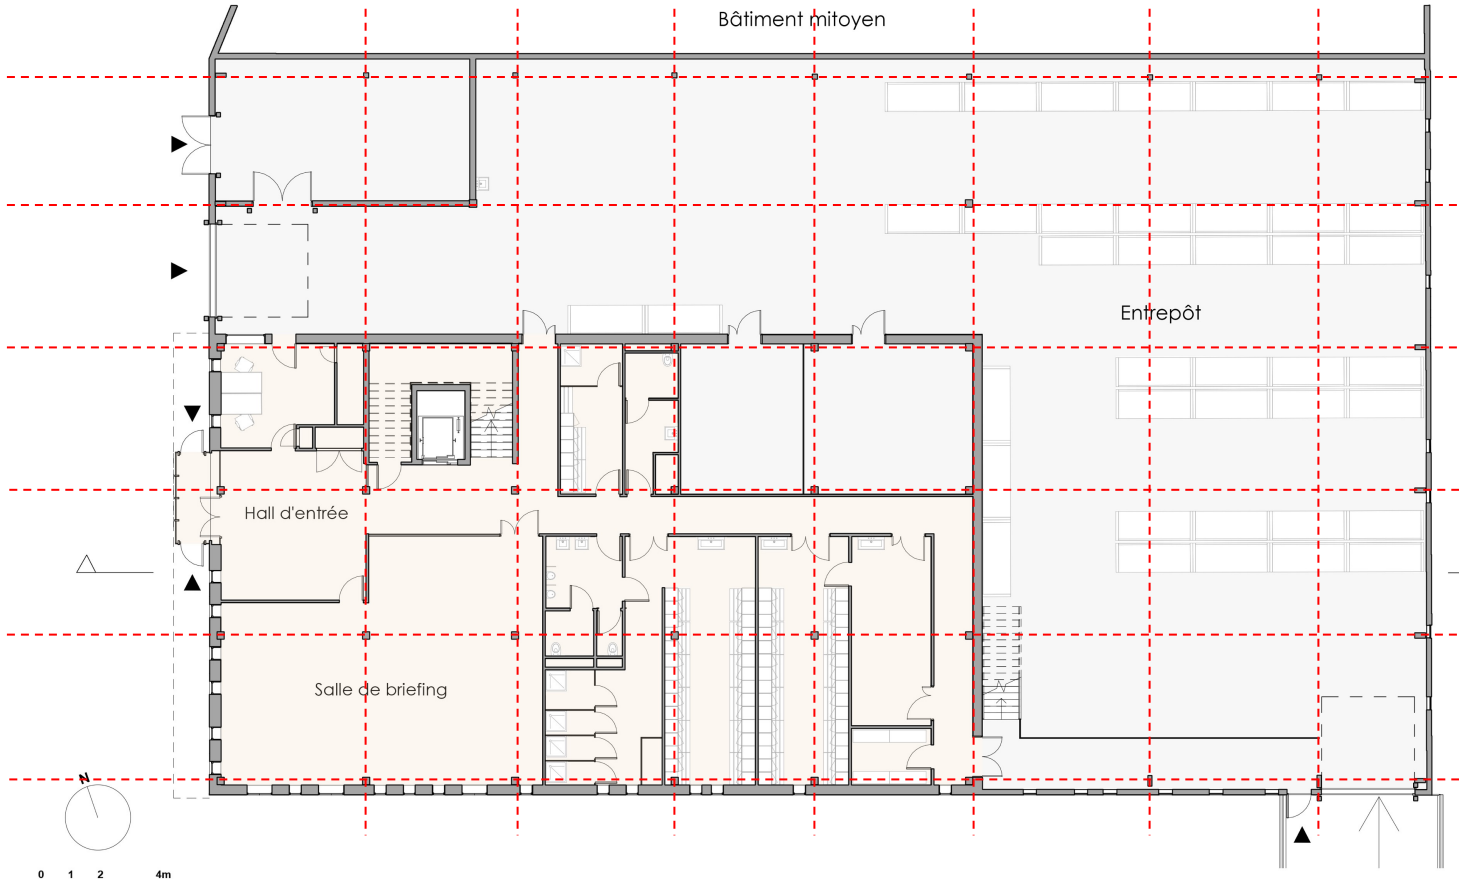 Bâtiment mitoyen
Entrepôt
Hall d'entrée
Salle de briefing
N
0 1 2 4m